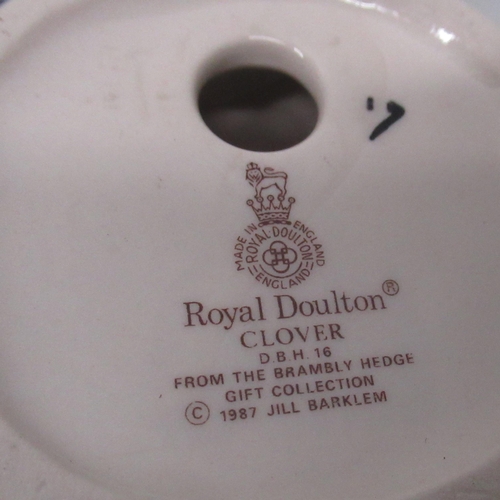 MADE IN ENGLAND
ROYAL DOULTON
ENGLAND
Royal Doulton®
CLOVER
D.B.H. 16
FROM THE BRAMBLY HEDGE
GIFT COLLECTION
© 1987 JILL BARKLEM